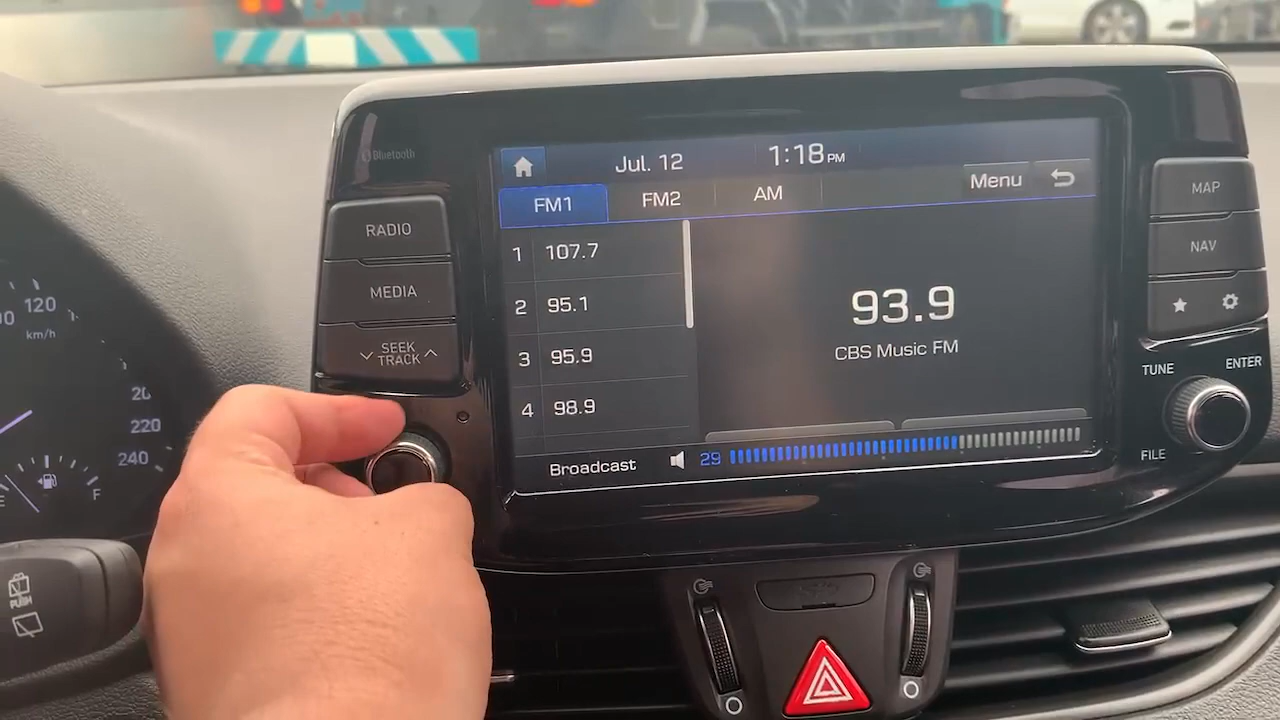 Bluetooth
Jul. 12
1:18 PM
FM1
FM2
AM
Menu
1 107.7
2 95.1
3 95.9
4 98.9
93.9
CBS Music FM
Broadcast
29
RADIO
MEDIA
SEEK
TRACK
MAP
NAV
TUNE
ENTER
FILE
120
km/h
220
240
E
F
PUSH